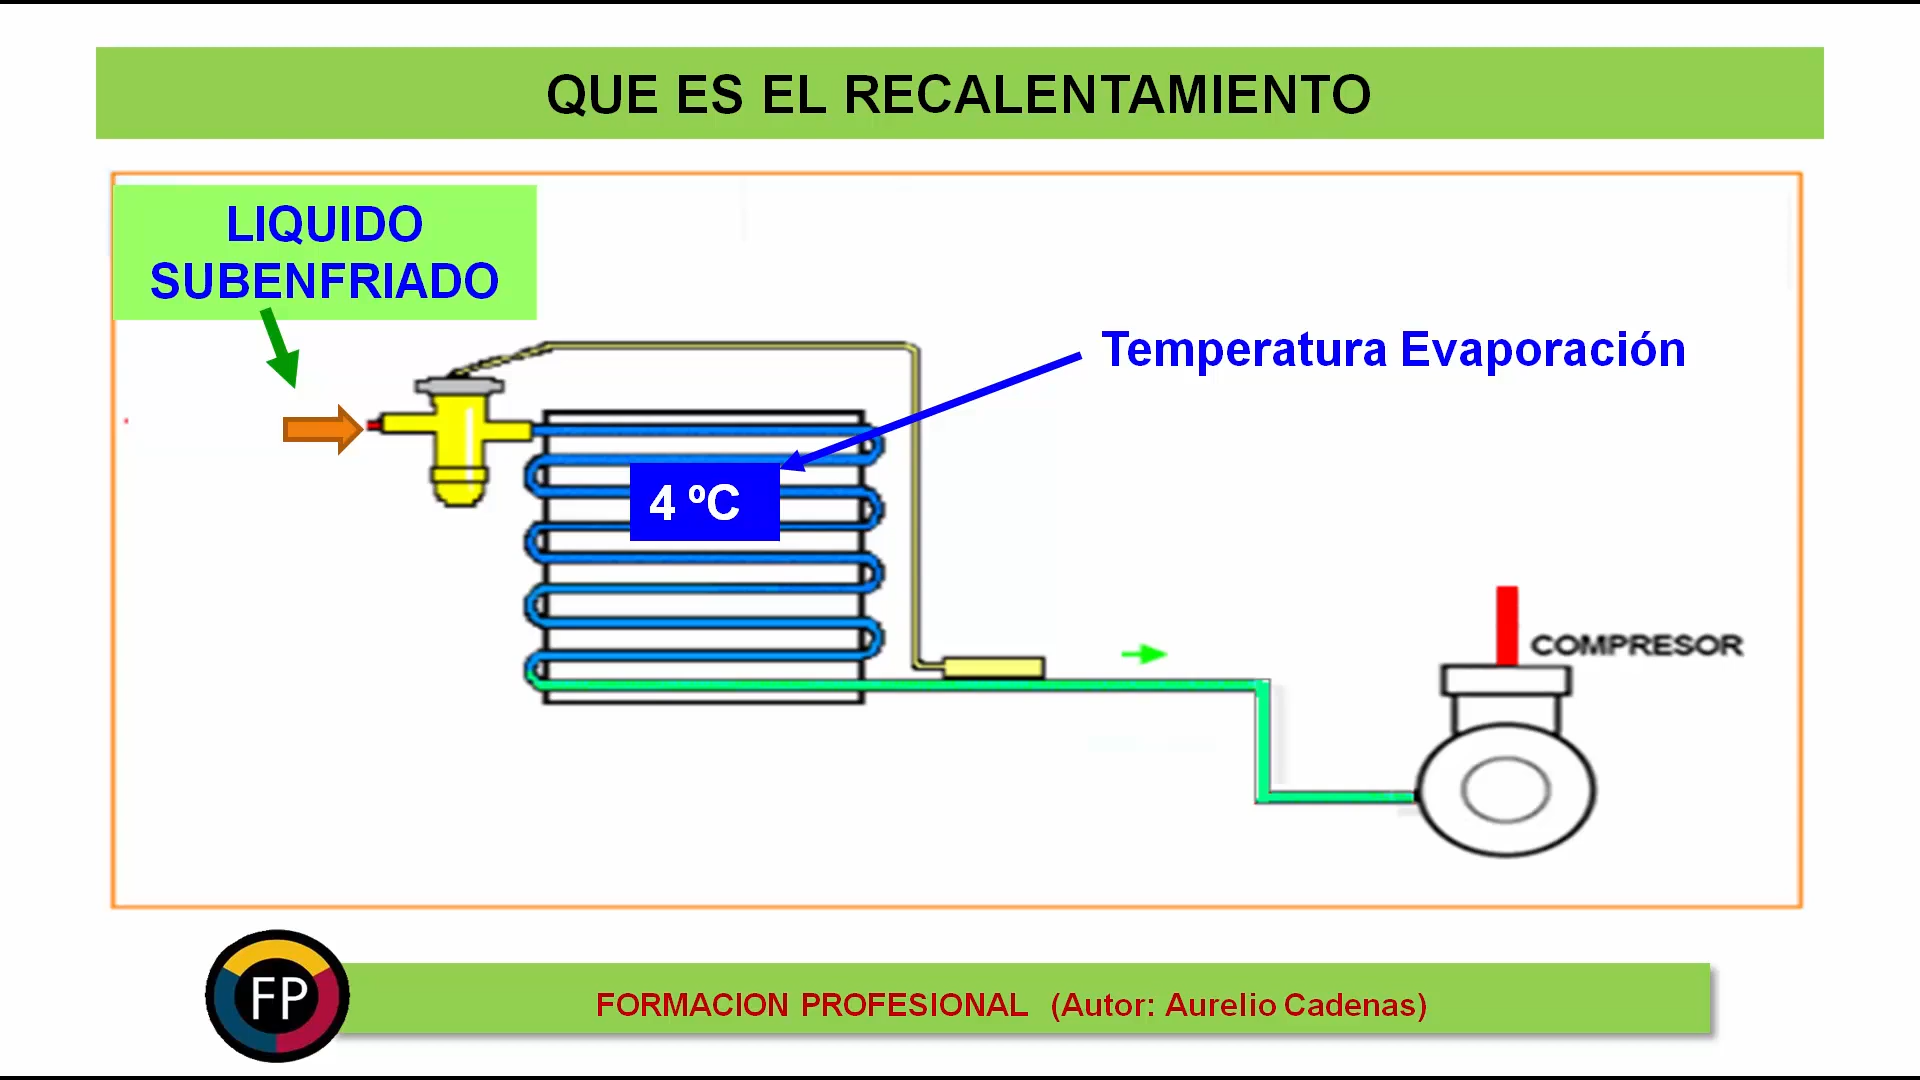 QUE ES EL RECALENTAMIENTO
LIQUIDO
SUBENFRIADO
Temperatura Evaporación
4 ºC
COMPRESOR
FP
FORMACION PROFESIONAL (Autor: Aurelio Cadenas)